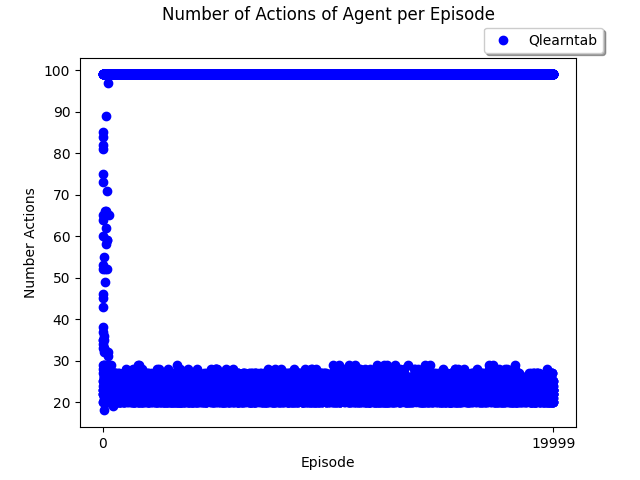 Number of Actions of Agent per Episode
Qlearntab
100
90
80
70
60
50
40
30
20
Number Actions
0 19999
Episode